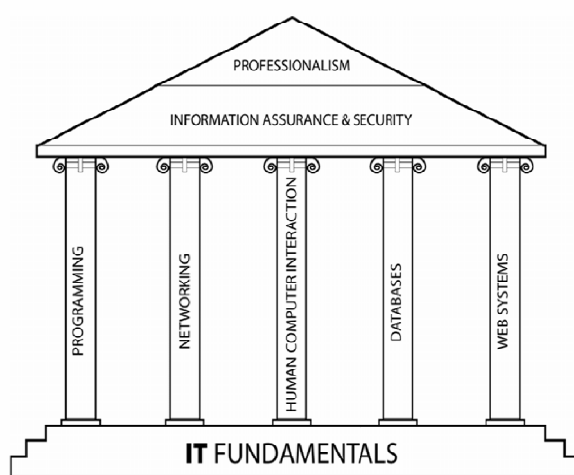 PROFESSIONALISM
INFORMATION ASSURANCE & SECURITY
PROGRAMMING
NETWORKING
HUMAN COMPUTER INTERACTION
DATABASES
WEB SYSTEMS
IT FUNDAMENTALS